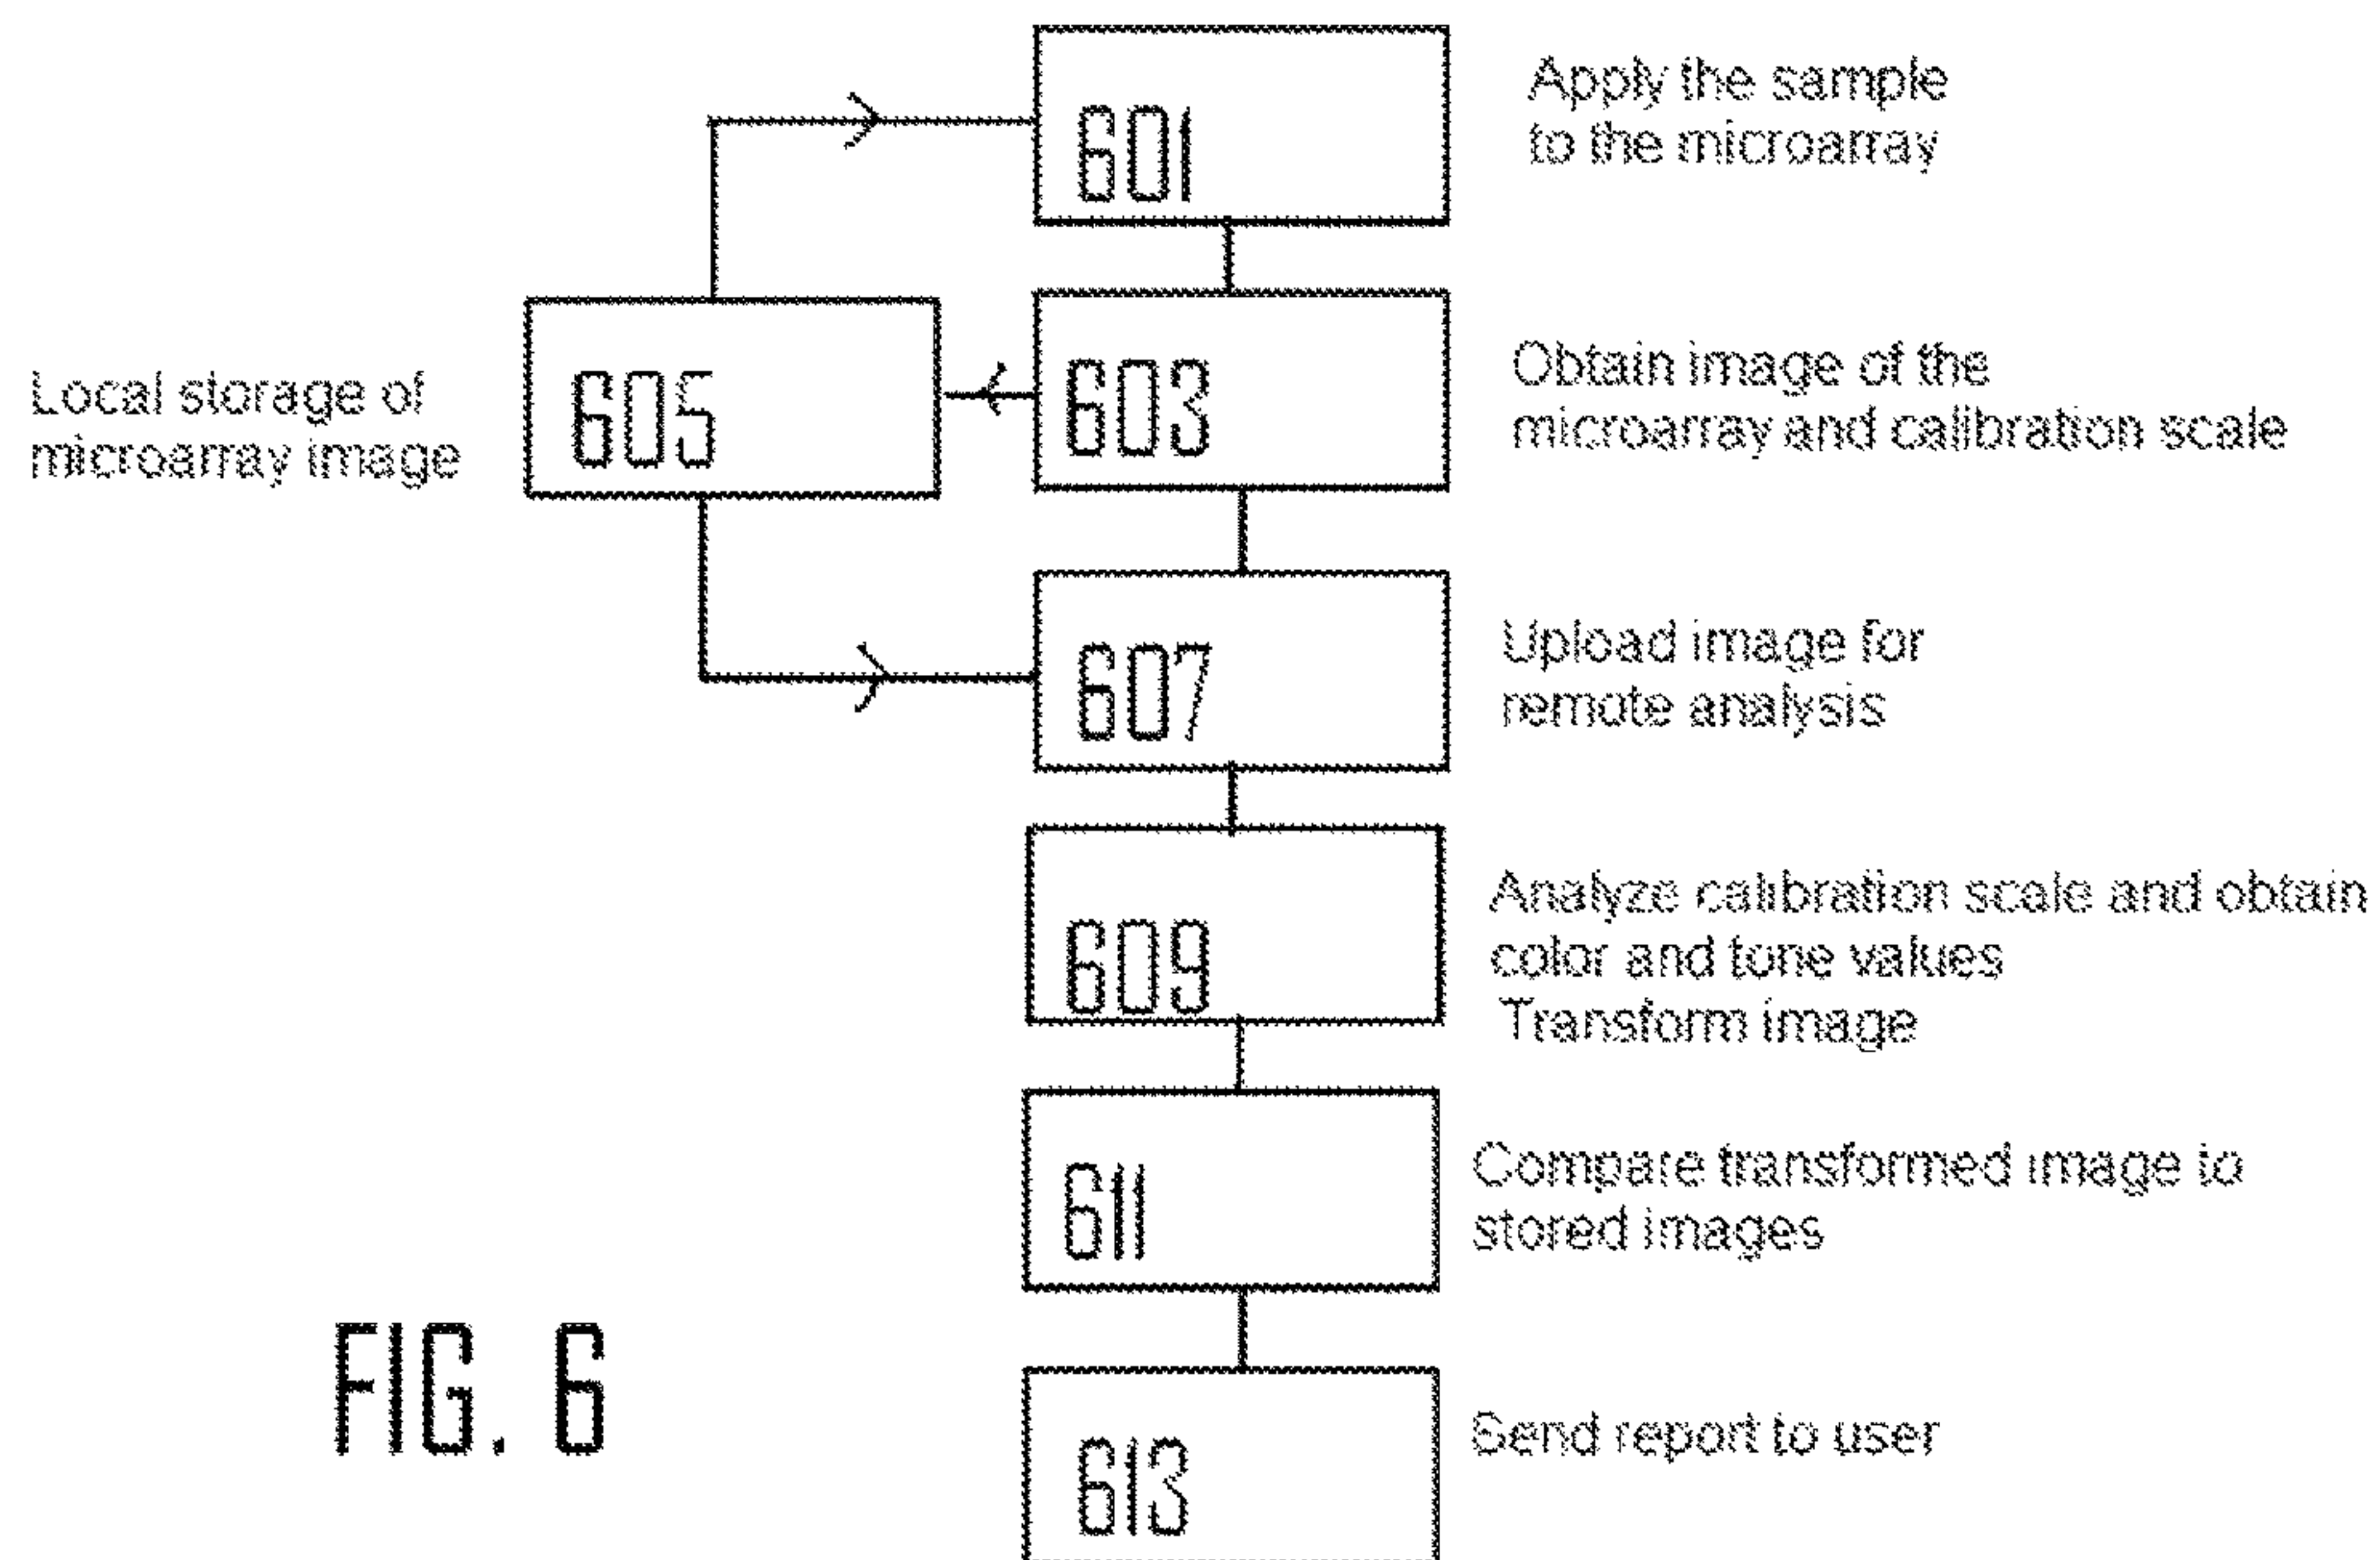 601
Apply the sample
to the microarray
Local storage of
microarray image
605
603
Obtain image of the
microarray and calibration scale
607
Upload image for
remote analysis
609
Analyze calibration scale and obtain
color and tone values
Transform image
611
Compare transformed image to
stored images
613
Send report to user
FIG. 6